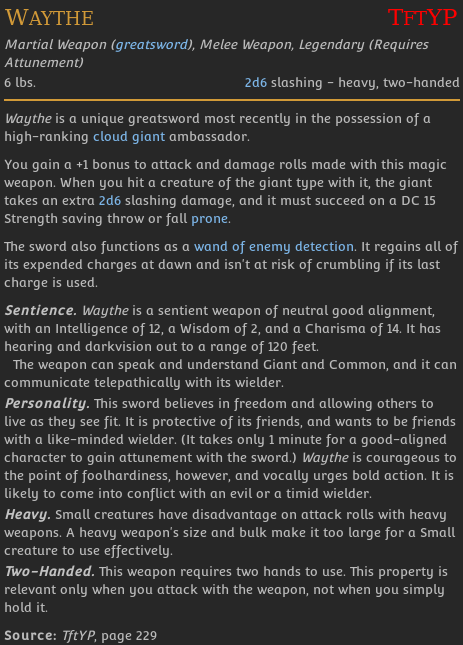 WAYTHE TFTYP
Martial Weapon (greatsword), Melee Weapon, Legendary (Requires
Attunement)
6 lbs. 2d6 slashing - heavy, two-handed
Waythe is a unique greatsword most recently in the possession of a
high-ranking cloud giant ambassador.
You gain a +1 bonus to attack and damage rolls made with this magic
weapon. When you hit a creature of the giant type with it, the giant
takes an extra 2d6 slashing damage, and it must succeed on a DC 15
Strength saving throw or fall prone.
The sword also functions as a wand of enemy detection. It regains all of
its expended charges at dawn and isn't at risk of crumbling if its last
charge is used.
Sentience. Waythe is a sentient weapon of neutral good alignment,
with an Intelligence of 12, a Wisdom of 2, and a Charisma of 14. It has
hearing and darkvision out to a range of 120 feet.
The weapon can speak and understand Giant and Common, and it can
communicate telepathically with its wielder.
Personality. This sword believes in freedom and allowing others to
live as they see fit. It is protective of its friends, and wants to be friends
with a like-minded wielder. (It takes only 1 minute for a good-aligned
character to gain attunement with the sword.) Waythe is courageous to
the point of foolhardiness, however, and vocally urges bold action. It is
likely to come into conflict with an evil or a timid wielder.
Heavy. Small creatures have disadvantage on attack rolls with heavy
weapons. A heavy weapon's size and bulk make it too large for a Small
creature to use effectively.
Two-Handed. This weapon requires two hands to use. This property is
relevant only when you attack with the weapon, not when you simply
hold it.
Source: TftYP, page 229